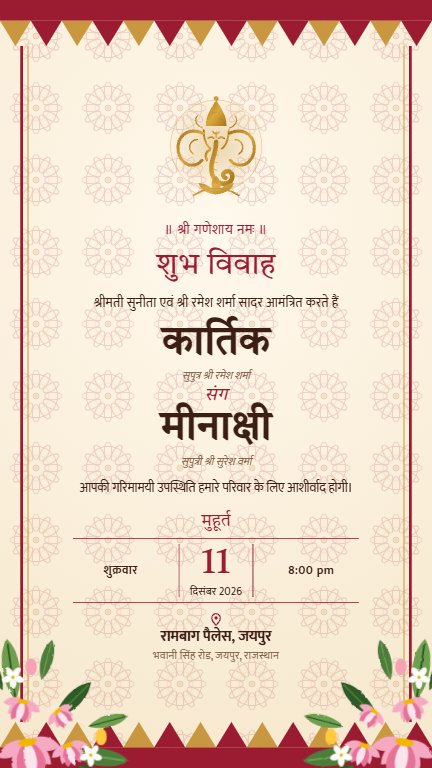 ॥ श्री गणेशाय नमः ॥
शुभ विवाह
श्रीमती सुनीता एवं श्री रमेश शर्मा सादर आमंत्रित करते हैं
कार्तिक
सुपुत्र श्री रमेश शर्मा
संग
मीनाक्षी
सुपुत्री श्री सुरेश वर्मा
आपकी गरिमामयी उपस्थिति हमारे परिवार के लिए आशीर्वाद होगी।
मुहूर्त
शुक्रवार
11
दिसंबर 2026
8:00 pm
रामबाग पैलेस, जयपुर
भवानी सिंह रोड, जयपुर, राजस्थान